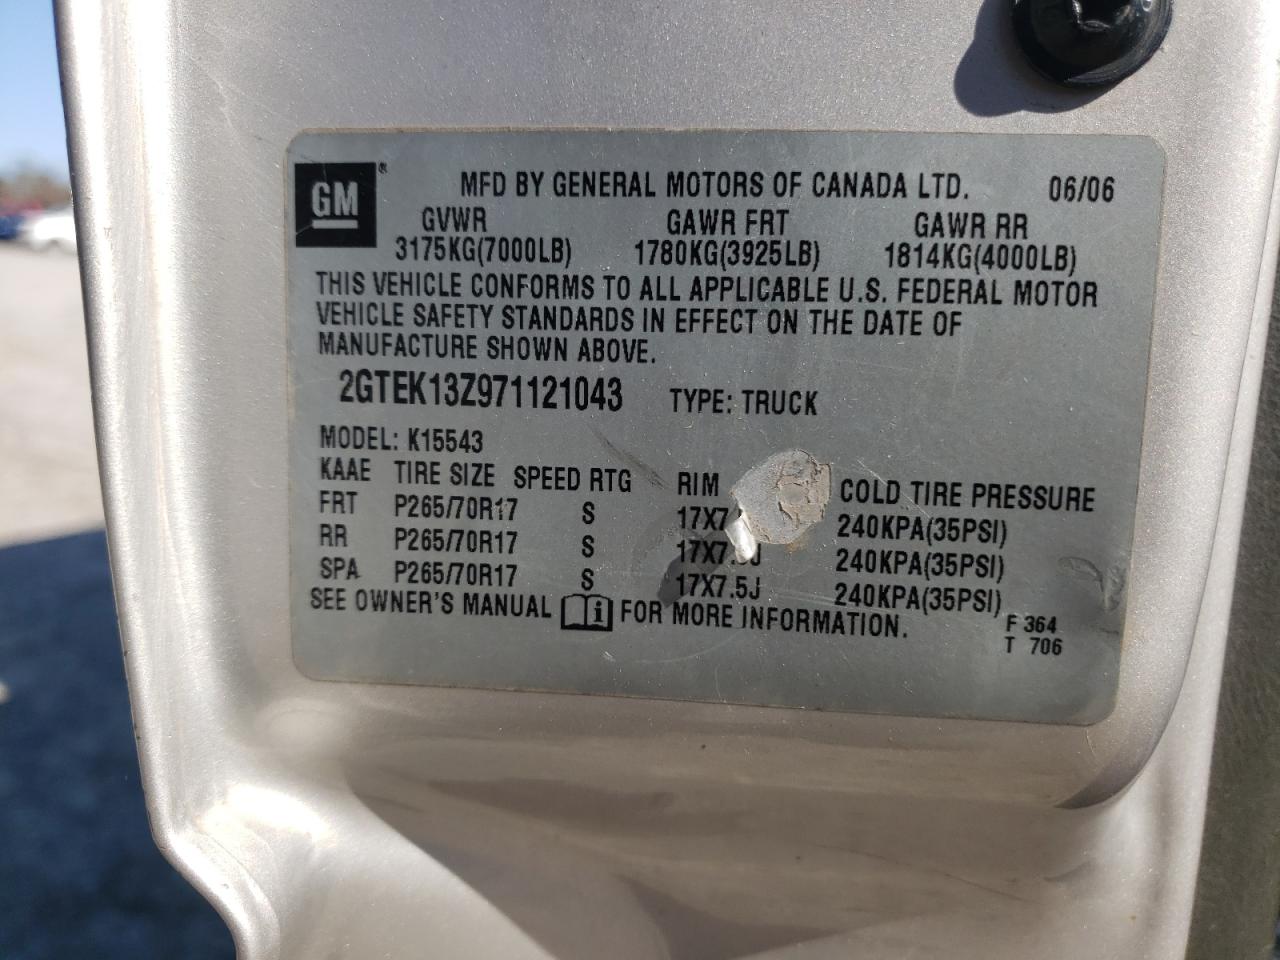 GM ® MFD BY GENERAL MOTORS OF CANADA LTD. 06/06
GVWR GAWR FRT GAWR RR
3175KG(7000LB) 1780KG(3925LB) 1814KG(4000LB)
THIS VEHICLE CONFORMS TO ALL APPLICABLE U.S. FEDERAL MOTOR
VEHICLE SAFETY STANDARDS IN EFFECT ON THE DATE OF
MANUFACTURE SHOWN ABOVE.
2GTEK13Z971121043 TYPE: TRUCK
MODEL: K15543
KAAE TIRE SIZE SPEED RTG RIM COLD TIRE PRESSURE
FRT P265/70R17 S 240KPA(35PSI)
RR P265/70R17 S 240KPA(35PSI)
SPA P265/70R17 S 17X7.5J 240KPA(35PSI)
SEE OWNER'S MANUAL i FOR MORE INFORMATION.
F 364
T 706